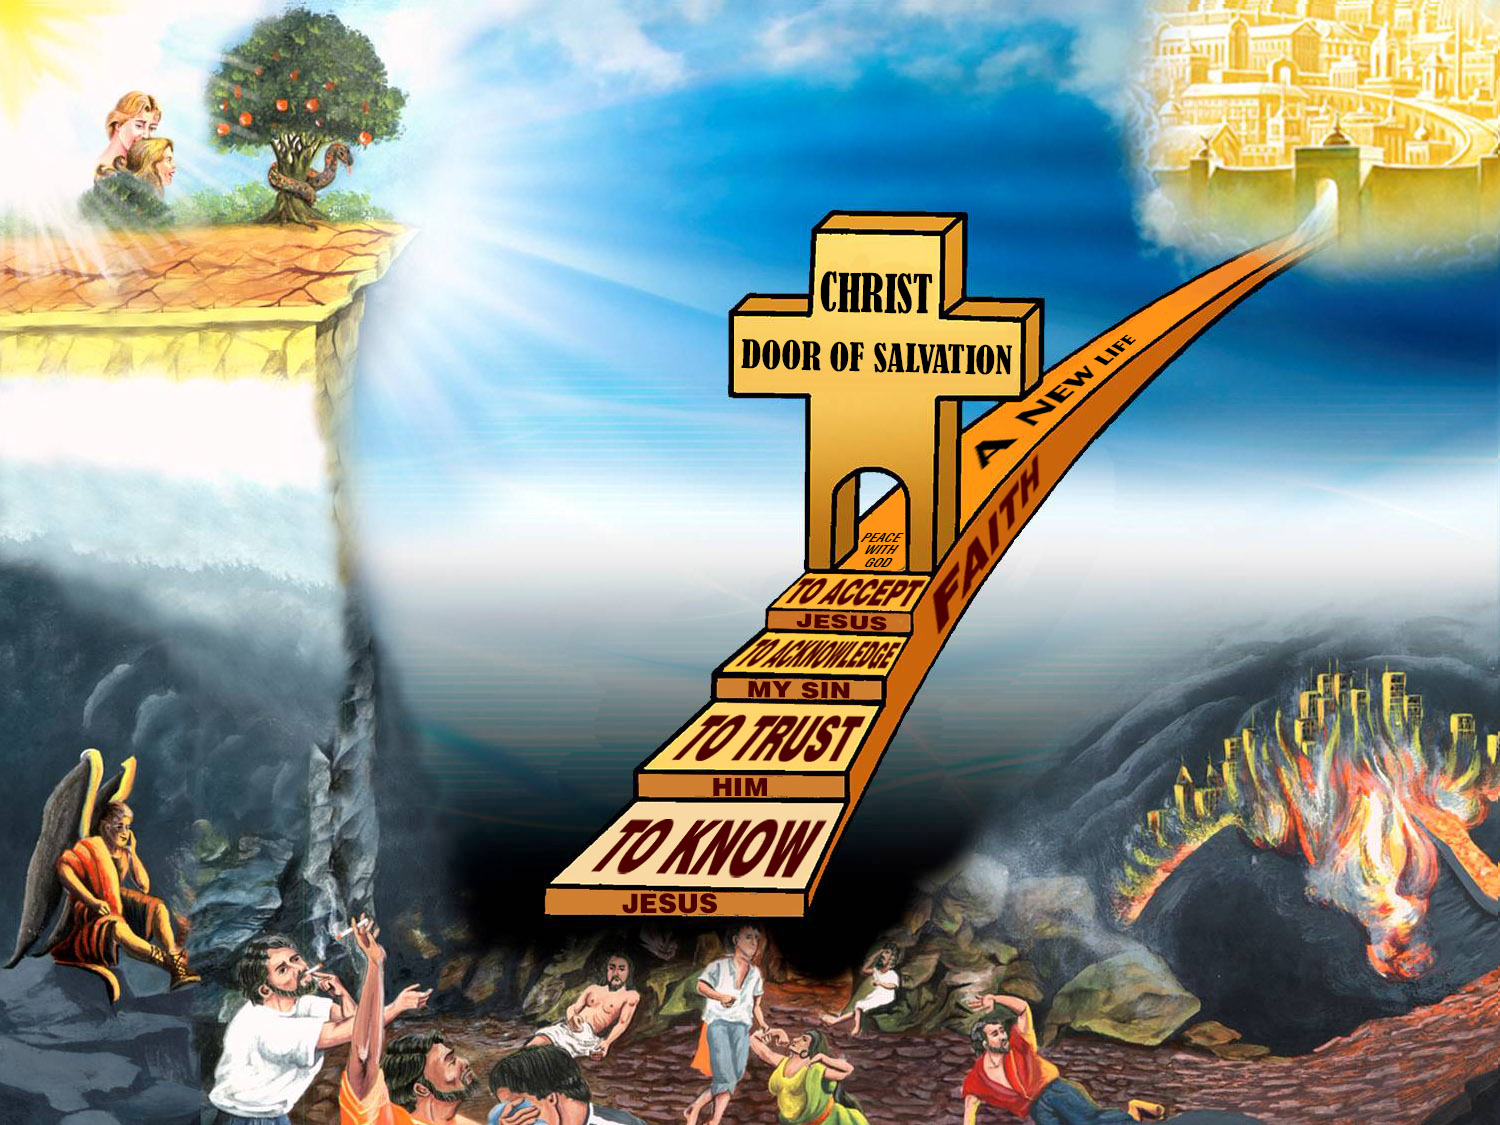 CHRIST
DOOR OF SALVATION
A NEW LIFE
FAITH
PEACE
WITH
GOD
TO ACCEPT
JESUS
TO ACKNOWLEDGE
MY SIN
TO TRUST
HIM
TO KNOW
JESUS